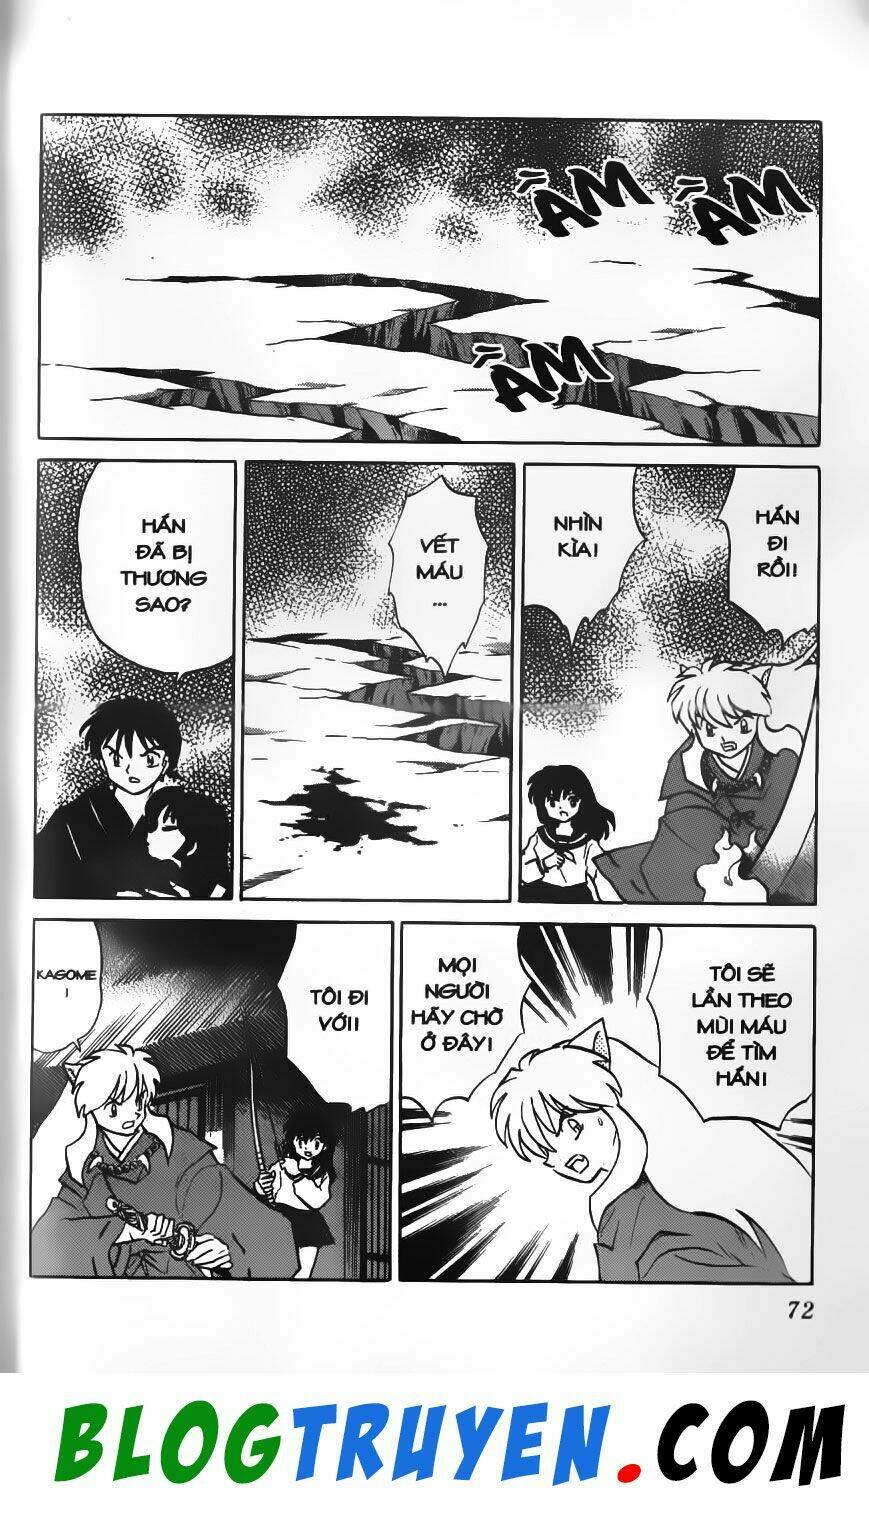 ẦM
ẦM
ẦM
HẮN
ĐI
RỒI!
NHÌN
KÌA!
VẾT
MÁU
...
HẮN
ĐÃ BỊ
THƯƠNG
SAO?
TÔI SẼ
LẦN THEO
MÙI MÁU
ĐỂ TÌM
HẮN!
MỌI
NGƯỜI
HÃY CHỜ
Ở ĐÂY!
TÔI ĐI
VỚI!
KAGOME
!
72
BLOGTRUYEN.COM